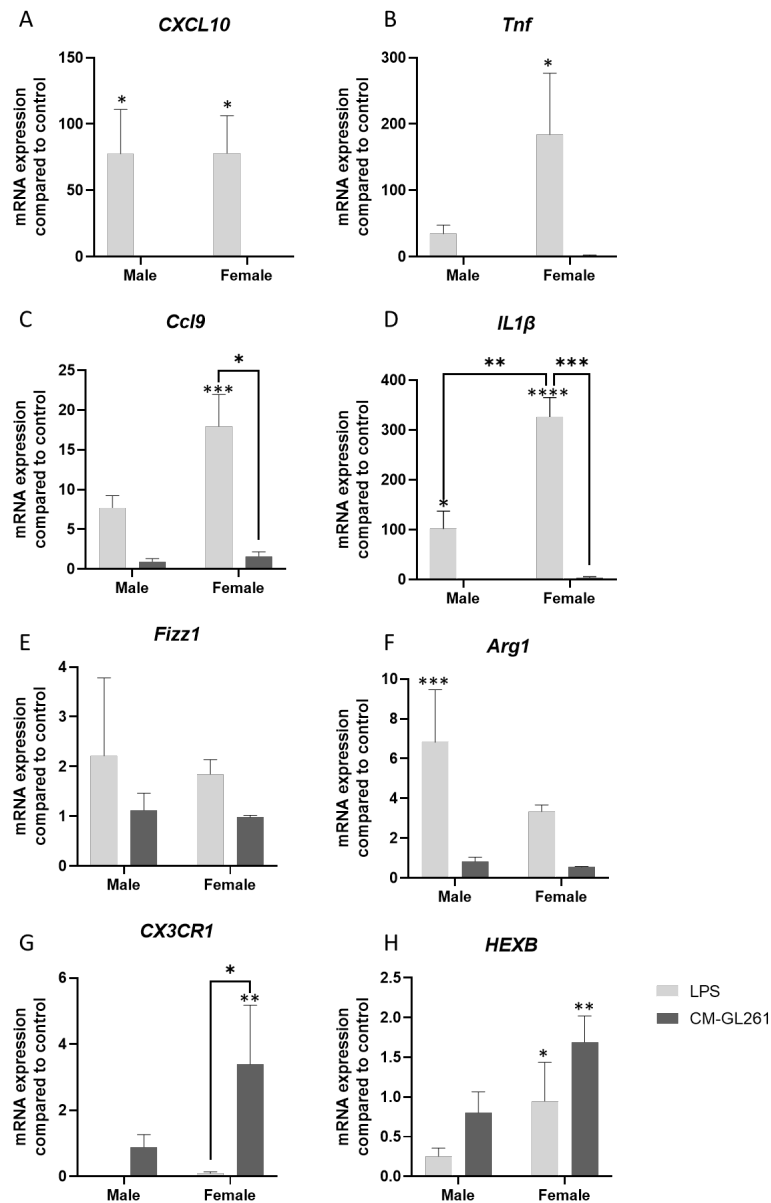 A
CXCL10
mRNA expression
compared to control
150
100
50
0
*
*
Male
Female
B
Tnf
mRNA expression
compared to control
300
200
100
0
*
Male
Female
C
Ccl9
mRNA expression
compared to control
25
20
15
10
5
0
*
***
Male
Female
D
IL1β
mRNA expression
compared to control
400
300
200
100
0
**
***
****
*
Male
Female
E
Fizz1
mRNA expression
compared to control
4
3
2
1
0
Male
Female
F
Arg1
mRNA expression
compared to control
10
8
6
4
2
0
***
Male
Female
G
CX3CR1
mRNA expression
compared to control
6
4
2
0
*
**
Male
Female
H
HEXB
mRNA expression
compared to control
2.5
2.0
1.5
1.0
0.5
0.0
*
**
Male
Female
LPS
CM-GL261